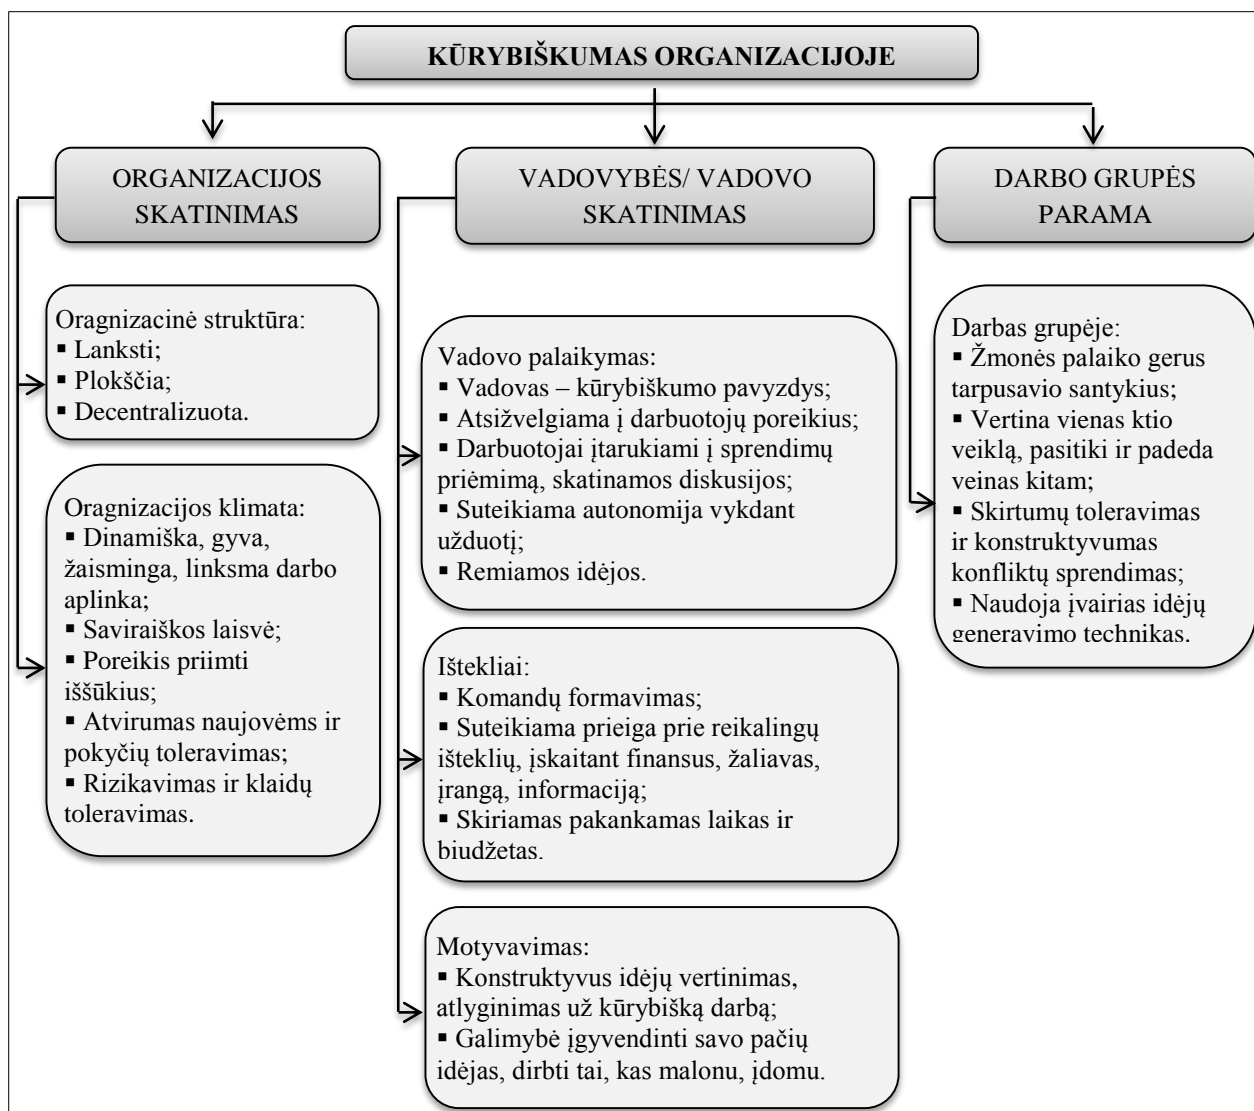 KŪRYBIŠKUMAS ORGANIZACIJOJE
ORGANIZACIJOS
SKATINIMAS
Oragnizacinė struktūra:
▪ Lanksti;
▪ Plokščia;
▪ Decentralizuota.
Oragnizacijos klimata:
▪ Dinamiška, gyva,
žaisminga, linksma darbo
aplinka;
▪ Saviraiškos laisvė;
▪ Poreikis priimti
iššūkius;
▪ Atvirumas naujovėms ir
pokyčių toleravimas;
▪ Rizikavimas ir klaidų
toleravimas.
VADOVYBĖS/ VADOVO
SKATINIMAS
Vadovo palaikymas:
▪ Vadovas – kūrybiškumo pavyzdys;
▪ Atsižvelgiama į darbuotojų poreikius;
▪ Darbuotojai įtarukiami į sprendimų
priėmimą, skatinamos diskusijos;
▪ Suteikiama autonomija vykdant
užduotį;
▪ Remiamos idėjos.
Ištekliai:
▪ Komandų formavimas;
▪ Suteikiama prieiga prie reikalingų
išteklių, įskaitant finansus, žaliavas,
įrangą, informaciją;
▪ Skiriamas pakankamas laikas ir
biudžetas.
Motyvavimas:
▪ Konstruktyvus idėjų vertinimas,
atlyginimas už kūrybišką darbą;
▪ Galimybė įgyvendinti savo pačių
idėjas, dirbti tai, kas malonu, įdomu.
DARBO GRUPĖS
PARAMA
Darbas grupėje:
▪ Žmonės palaiko gerus
tarpusavio santykius;
▪ Vertina vienas ktio
veiklą, pasitiki ir padeda
veinas kitam;
▪ Skirtumų toleravimas
ir konstruktyvumas
konfliktų sprendimas;
▪ Naudoja įvairias idėjų
generavimo technikas.